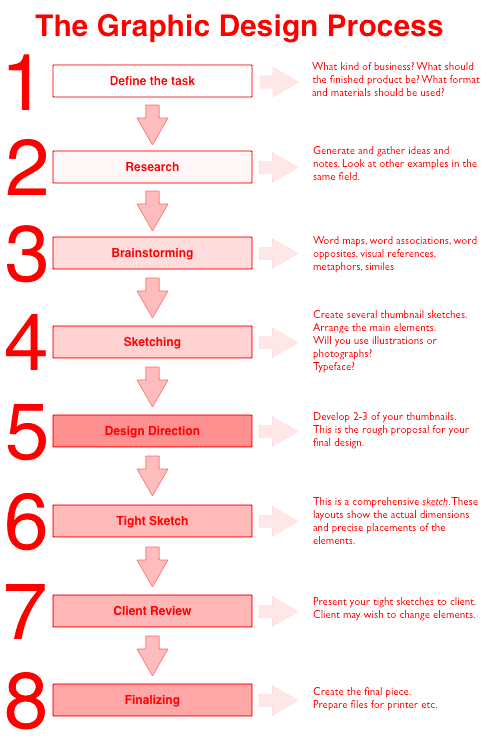 The Graphic Design Process
1
Define the task
What kind of business? What should
the finished product be? What format
and materials should be used?
2
Research
Generate and gather ideas and
notes. Look at other examples in the
same field.
3
Brainstorming
Word maps, word associations, word
opposites, visual references,
metaphors, similes
4
Sketching
Create several thumbnail sketches.
Arrange the main elements.
Will you use illustrations or
photographs?
Typeface?
5
Design Direction
Develop 2-3 of your thumbnails.
This is the rough proposal for your
final design.
6
Tight Sketch
This is a comprehensive sketch. These
layouts show the actual dimensions
and precise placements of the
elements.
7
Client Review
Present your tight sketches to client.
Client may wish to change elements.
8
Finalizing
Create the final piece.
Prepare files for printer etc.